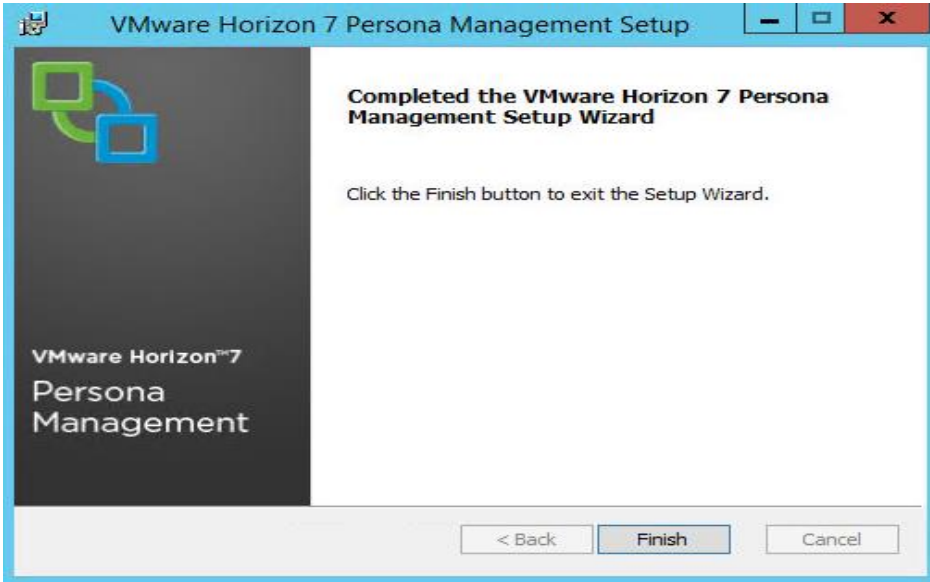 VMware Horizon 7 Persona Management Setup
Completed the VMware Horizon 7 Persona
Management Setup Wizard
Click the Finish button to exit the Setup Wizard.
VMware Horizon™7
Persona
Management
< Back
Finish
Cancel